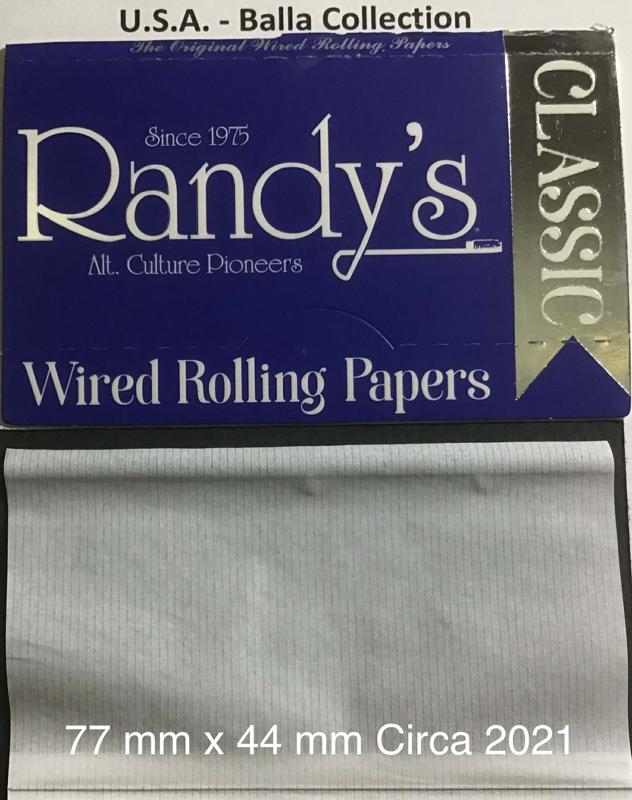 U.S.A. - Balla Collection
The Original Wired Rolling Papers
Since 1975
Randy's
Alt. Culture Pioneers
Wired Rolling Papers
CLASSIC
77 mm x 44 mm Circa 2021